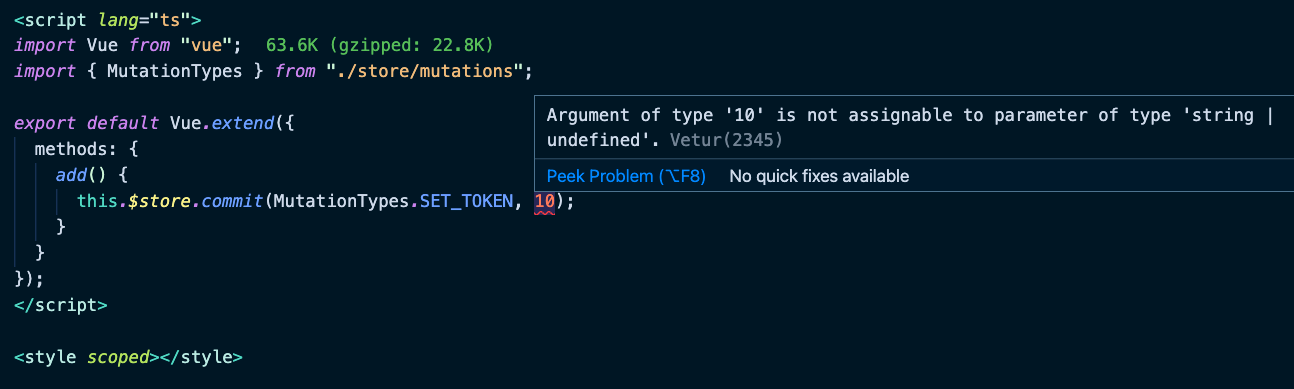 <script lang="ts">
import Vue from "vue";  63.6K (gzipped: 22.8K)
import { MutationTypes } from "./store/mutations";
export default Vue.extend({
methods: {
add() {
this.$store.commit(MutationTypes.SET_TOKEN, 10);
}
}
});
</script>
<style scoped></style>
Argument of type '10' is not assignable to parameter of type 'string |
undefined'. Vetur(2345)
Peek Problem (⌥F8) No quick fixes available